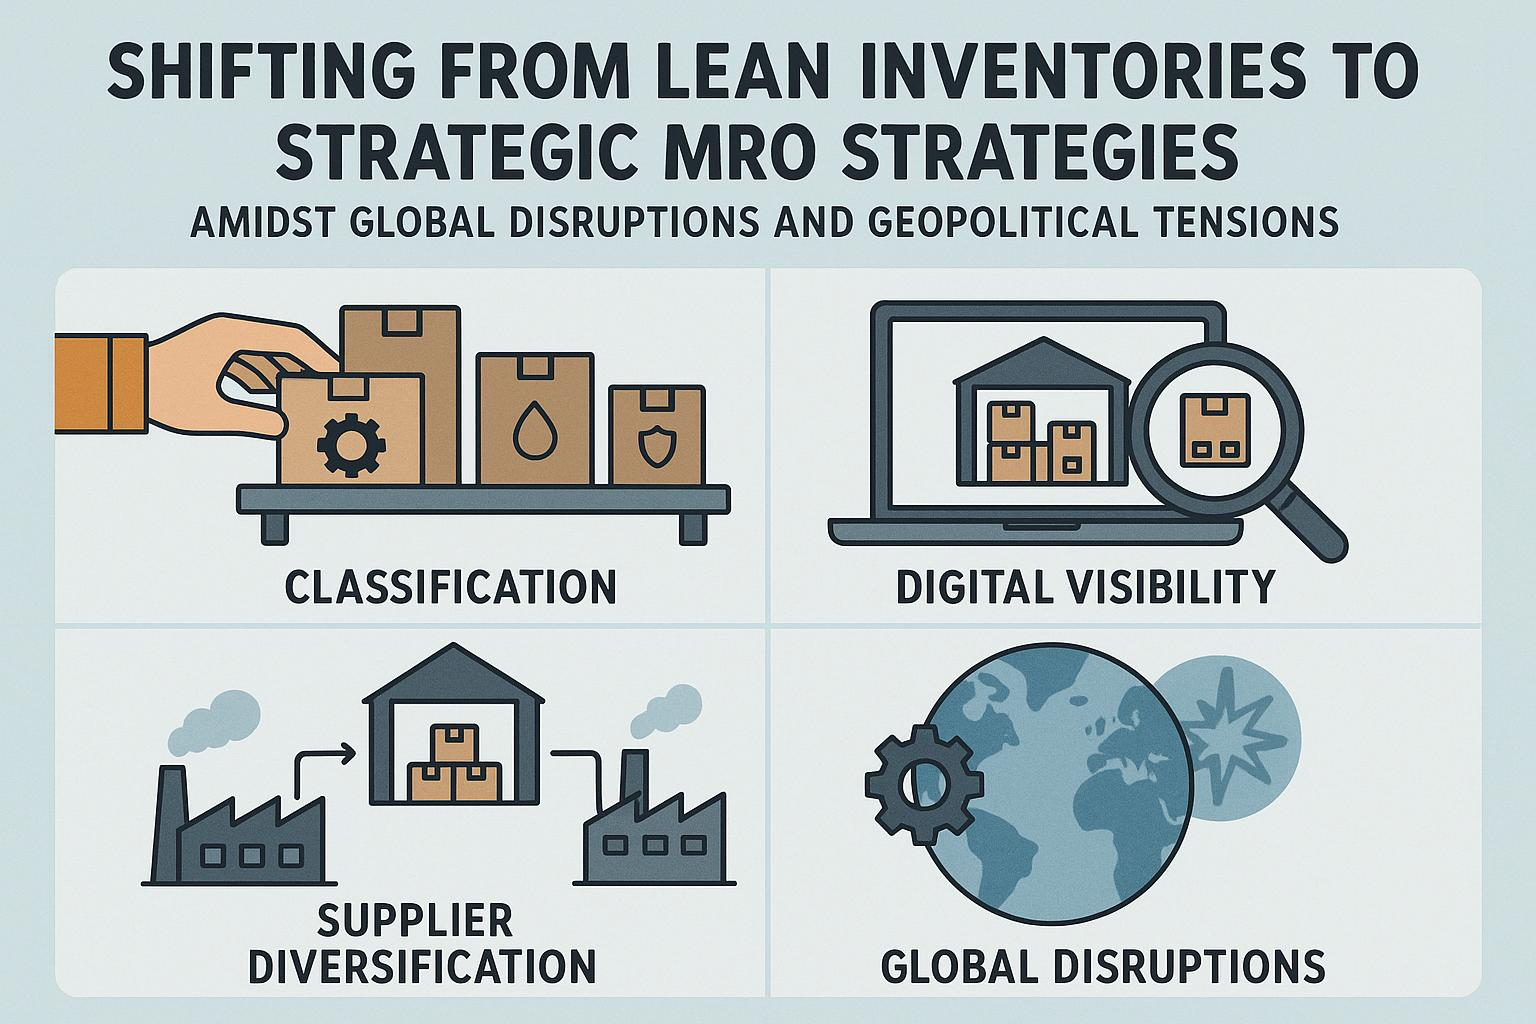 SHIFTING FROM LEAN INVENTORIES TO
STRATEGIC MRO STRATEGIES
AMIDST GLOBAL DISRUPTIONS AND GEOPOLITICAL TENSIONS
CLASSIFICATION
DIGITAL VISIBILITY
SUPPLIER
DIVERSIFICATION
GLOBAL DISRUPTIONS